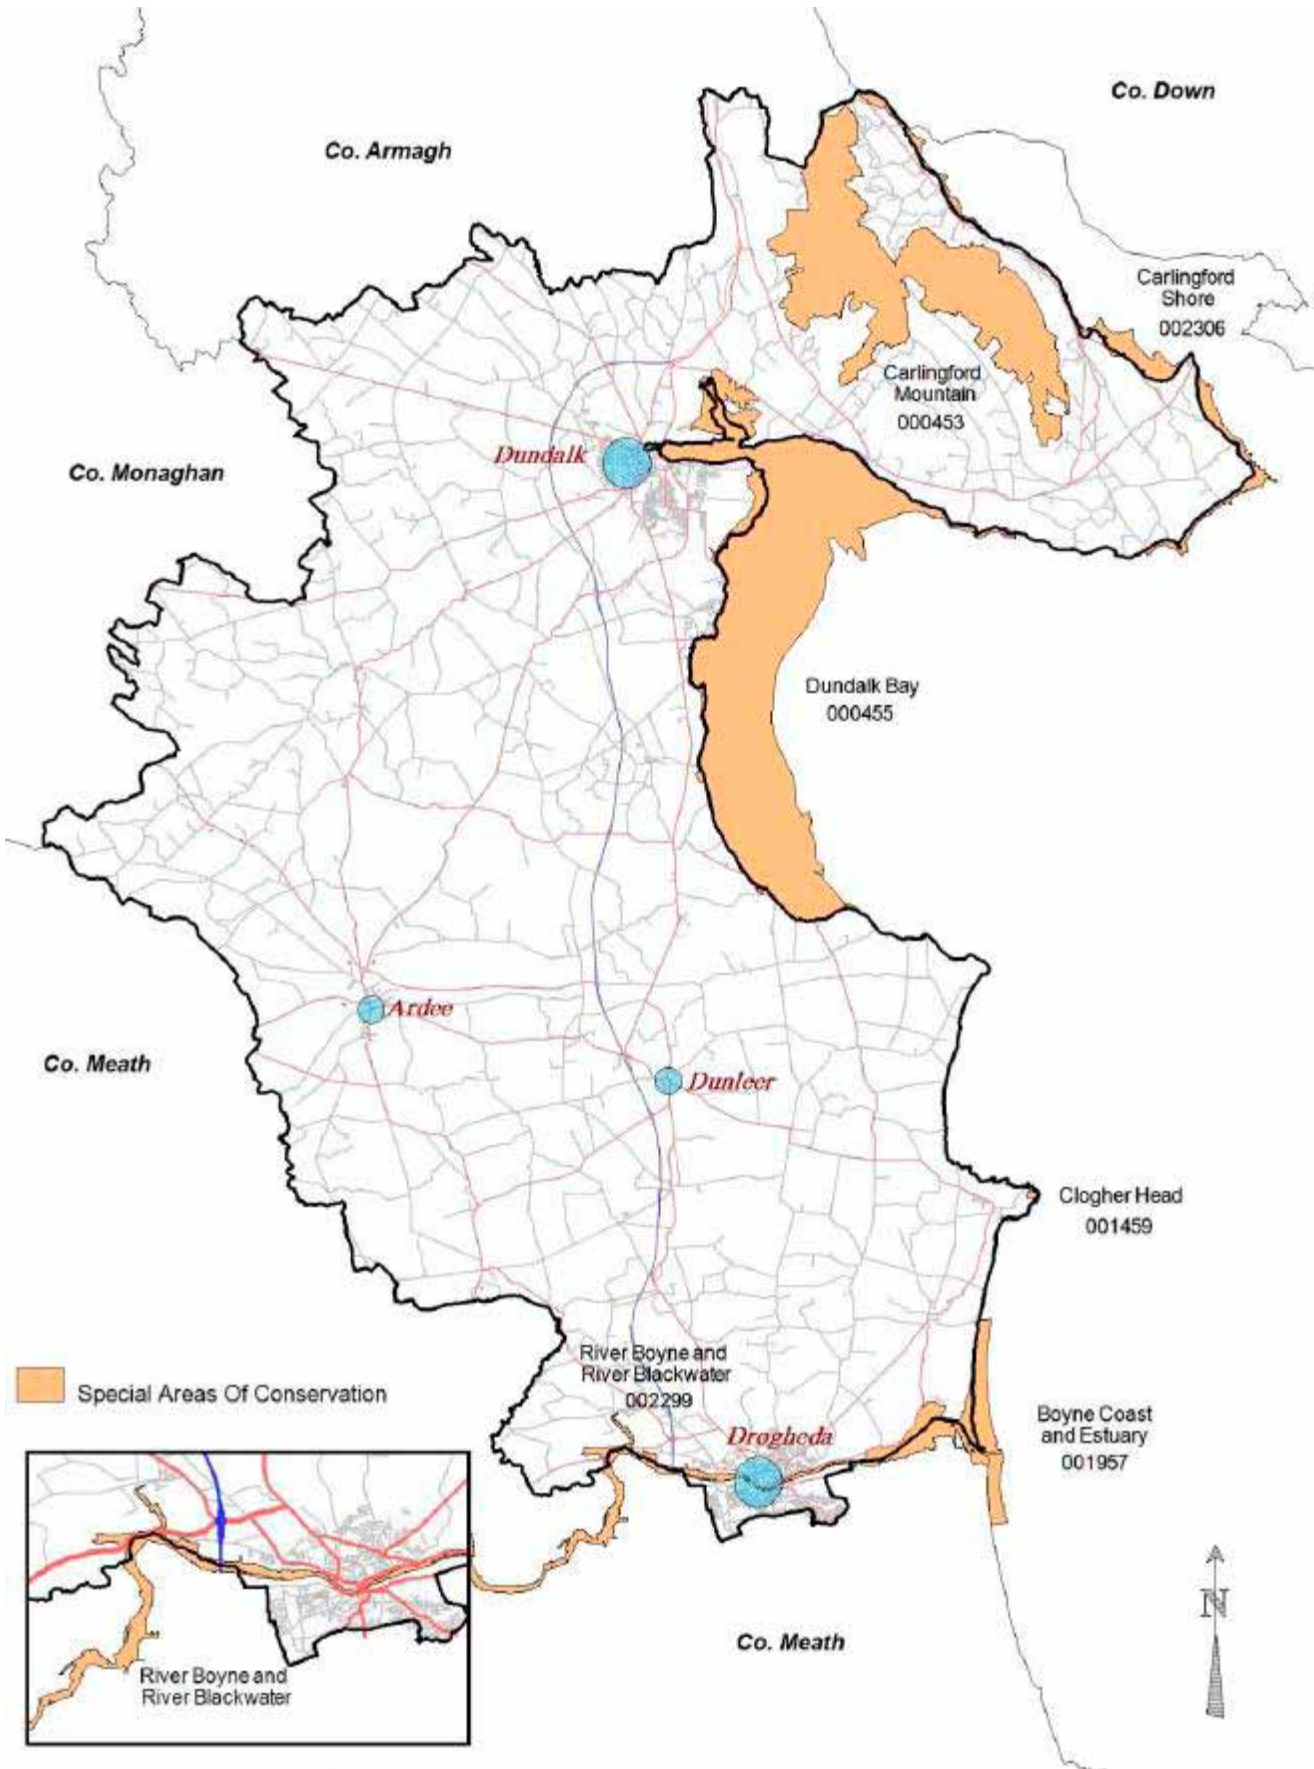 Co. Down
Co. Armagh
Carlingford
Shore
002306
Carlingford
Mountain
000453
Dundalk
Co. Monaghan
Dundalk Bay
000455
Ardee
Co. Meath
Dunleer
Clogher Head
001459
River Boyne and
River Blackwater
002299
Special Areas Of Conservation
Boyne Coast
and Estuary
001957
Drogheda
N
Co. Meath
River Boyne and
River Blackwater